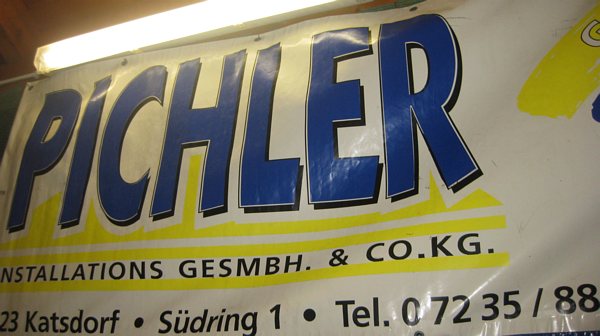 PICHLER
NSTALLATIONS GESMBH. & CO.KG.
23 Katsdorf • Südring 1 • Tel. 0 72 35 / 88